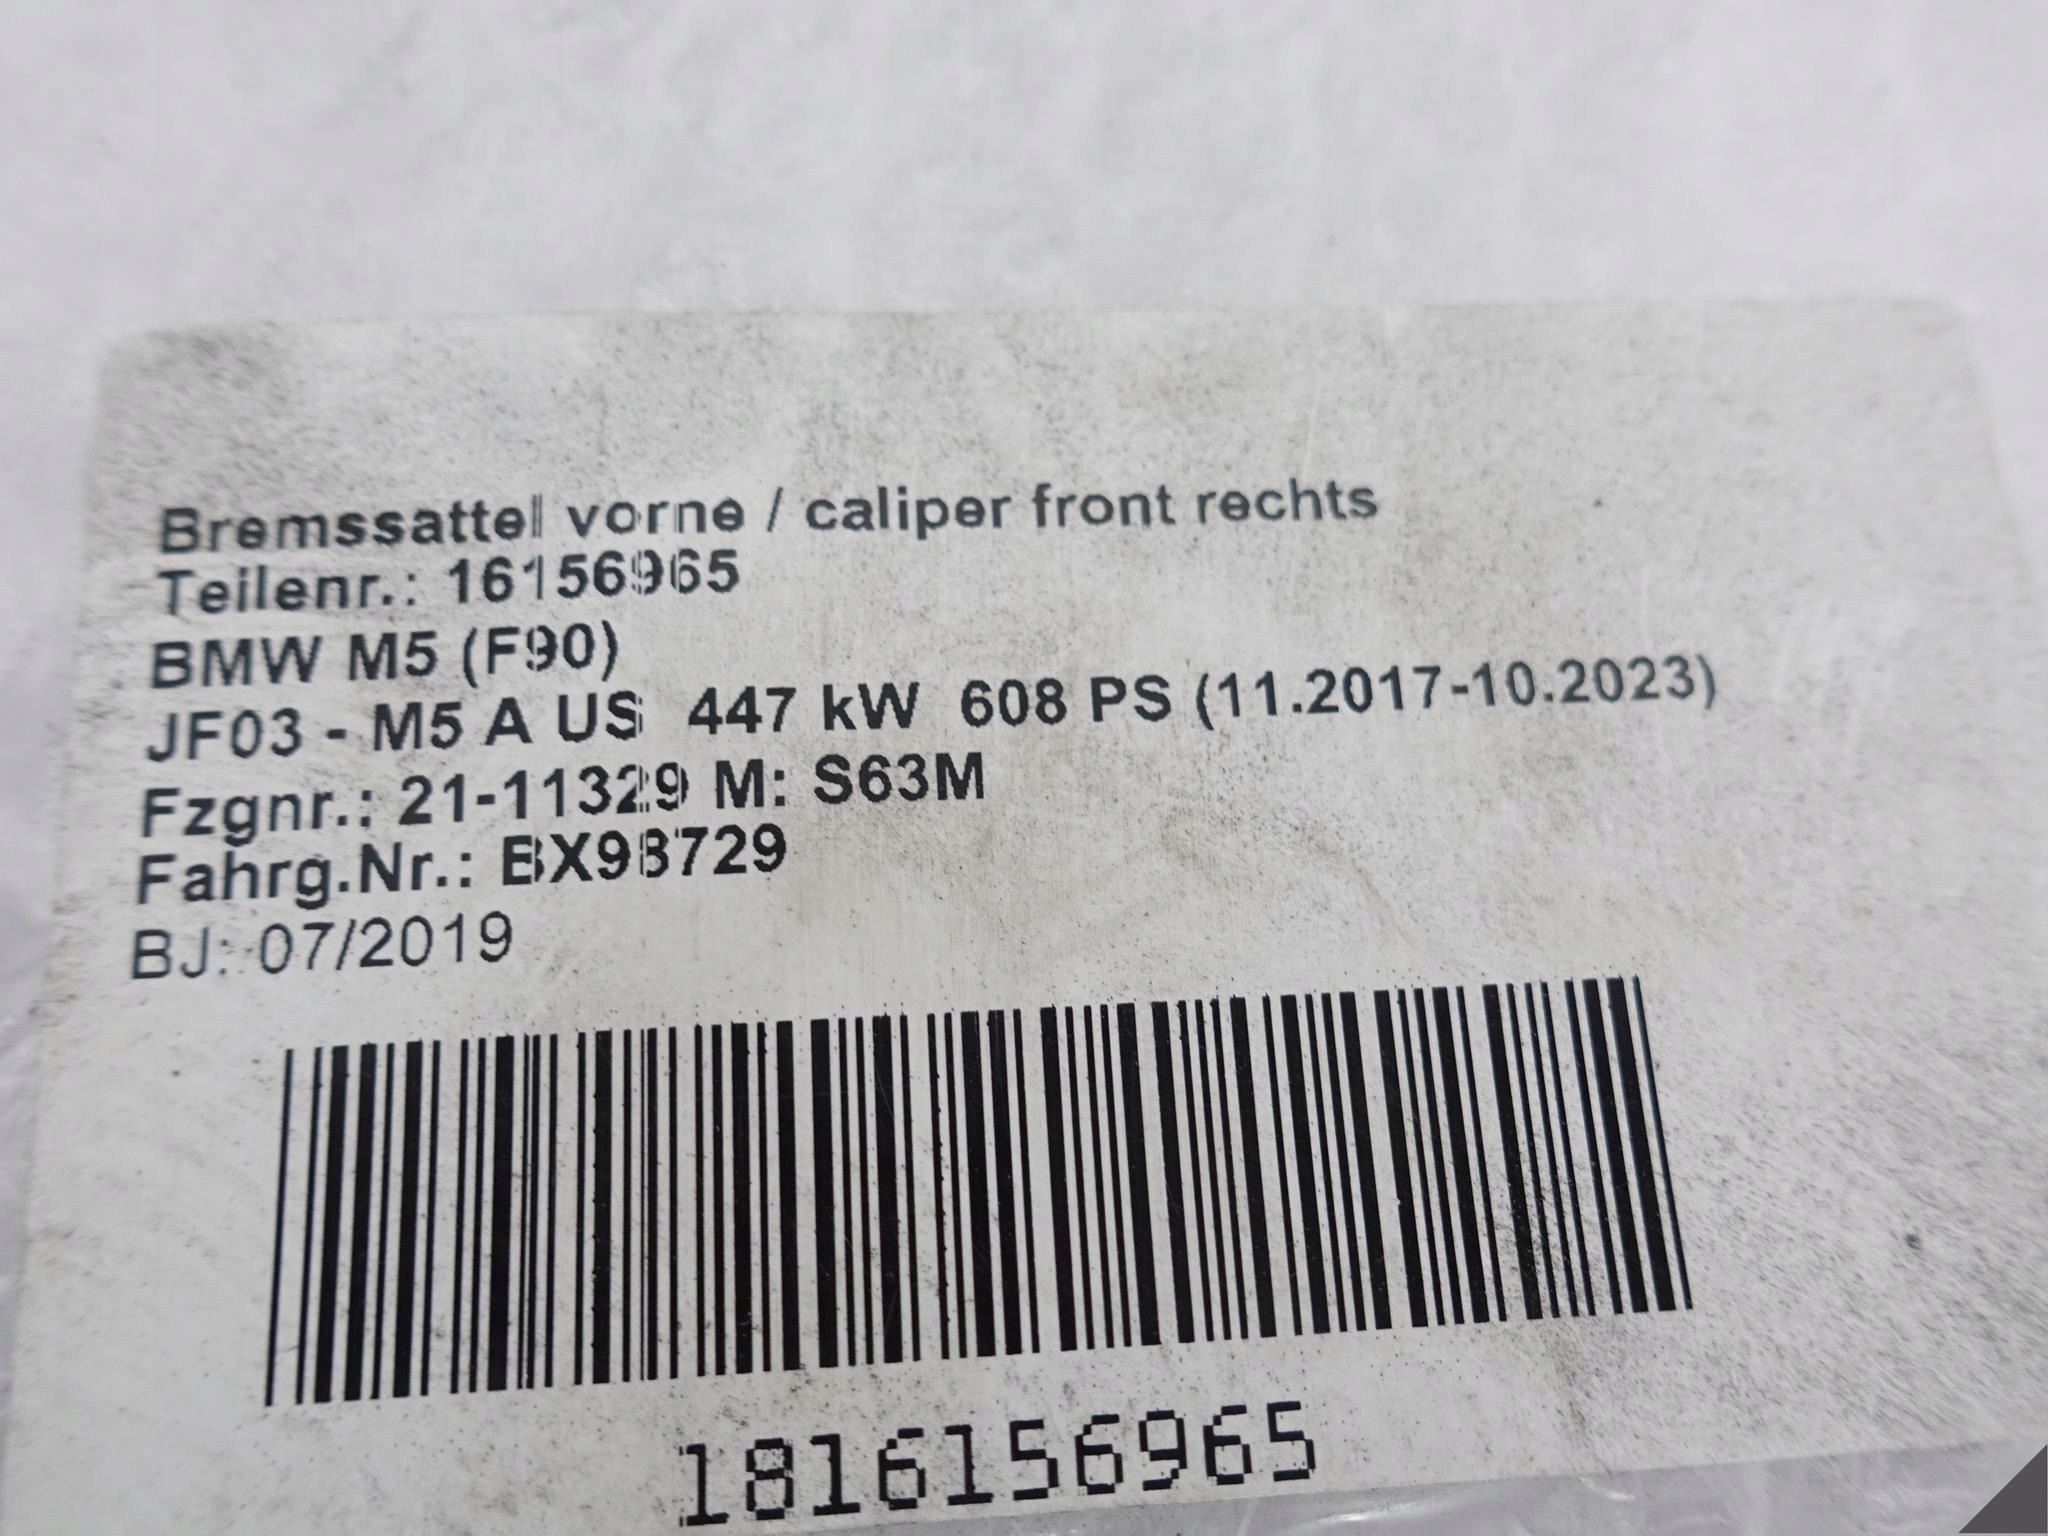 Bremssattel vorne / caliper front rechts
Teilenr.: 16156965
BMW M5 (F90)
JF03 - M5 A US 447 kW 608 PS (11.2017-10.2023)
Fzgnr.: 21-11329 M: S63M
Fahrg.Nr.: BX98729
BJ: 07/2019
1816156965